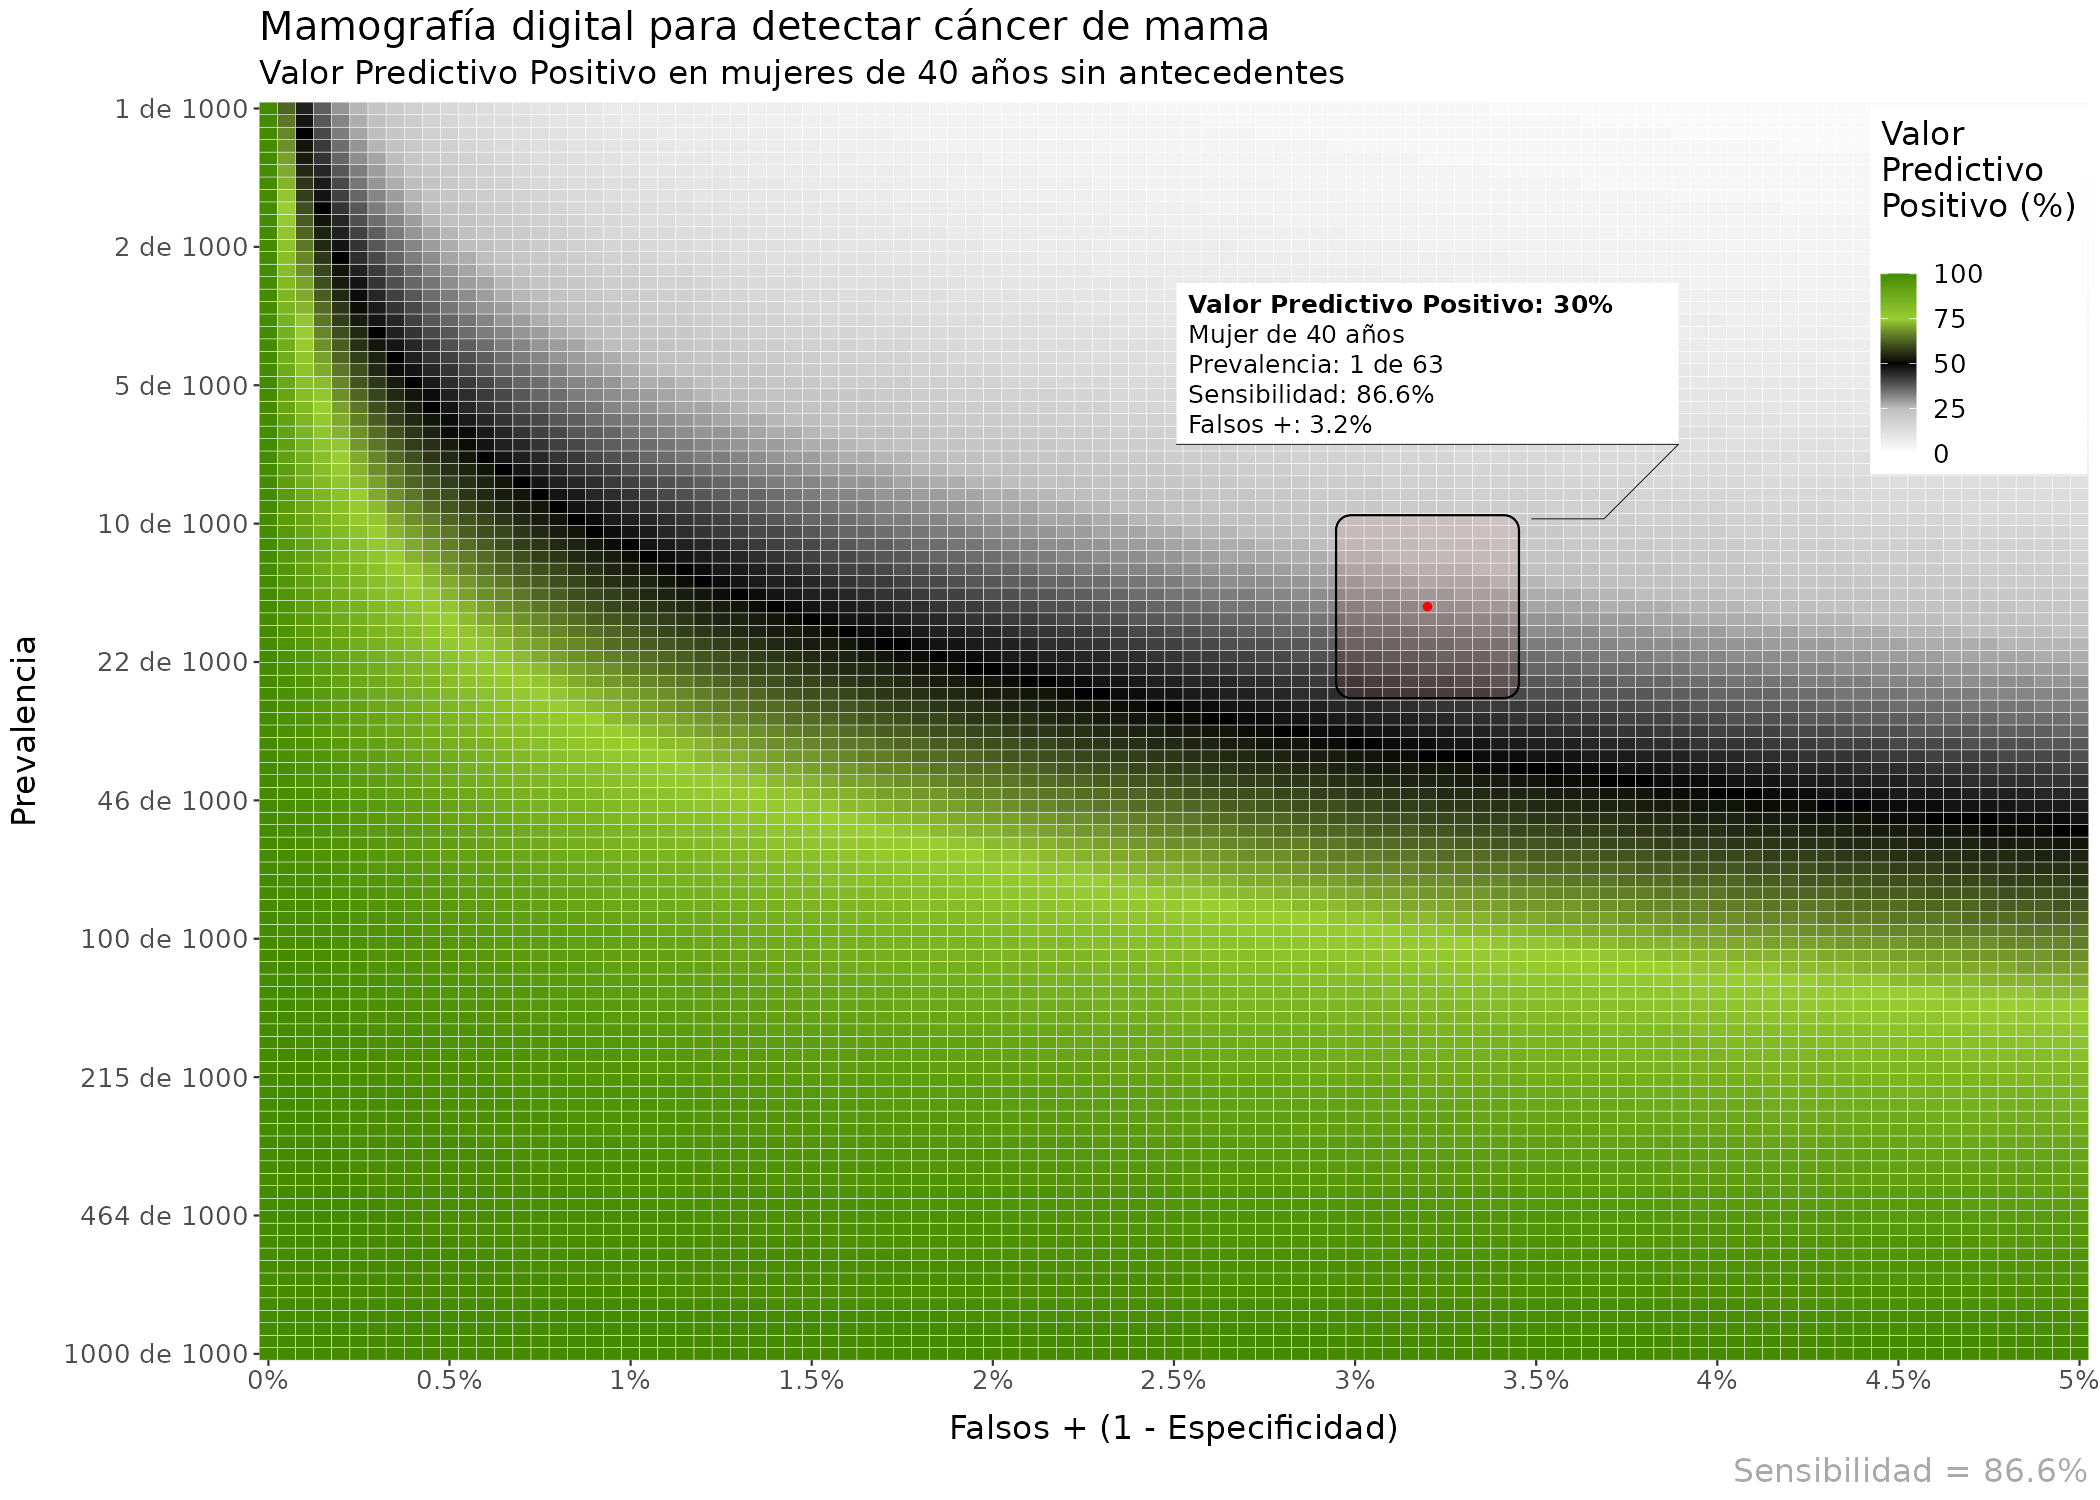 Mamografía digital para detectar cáncer de mama
Valor Predictivo Positivo en mujeres de 40 años sin antecedentes
Prevalencia
1 de 1000
2 de 1000
5 de 1000
10 de 1000
22 de 1000
46 de 1000
100 de 1000
215 de 1000
464 de 1000
1000 de 1000
Valor Predictivo Positivo: 30%
Mujer de 40 años
Prevalencia: 1 de 63
Sensibilidad: 86.6%
Falsos +: 3.2%
Valor
Predictivo
Positivo (%)
100
75
50
25
0
0% 0.5% 1% 1.5% 2% 2.5% 3% 3.5% 4% 4.5% 5%
Falsos + (1 - Especificidad)
Sensibilidad = 86.6%